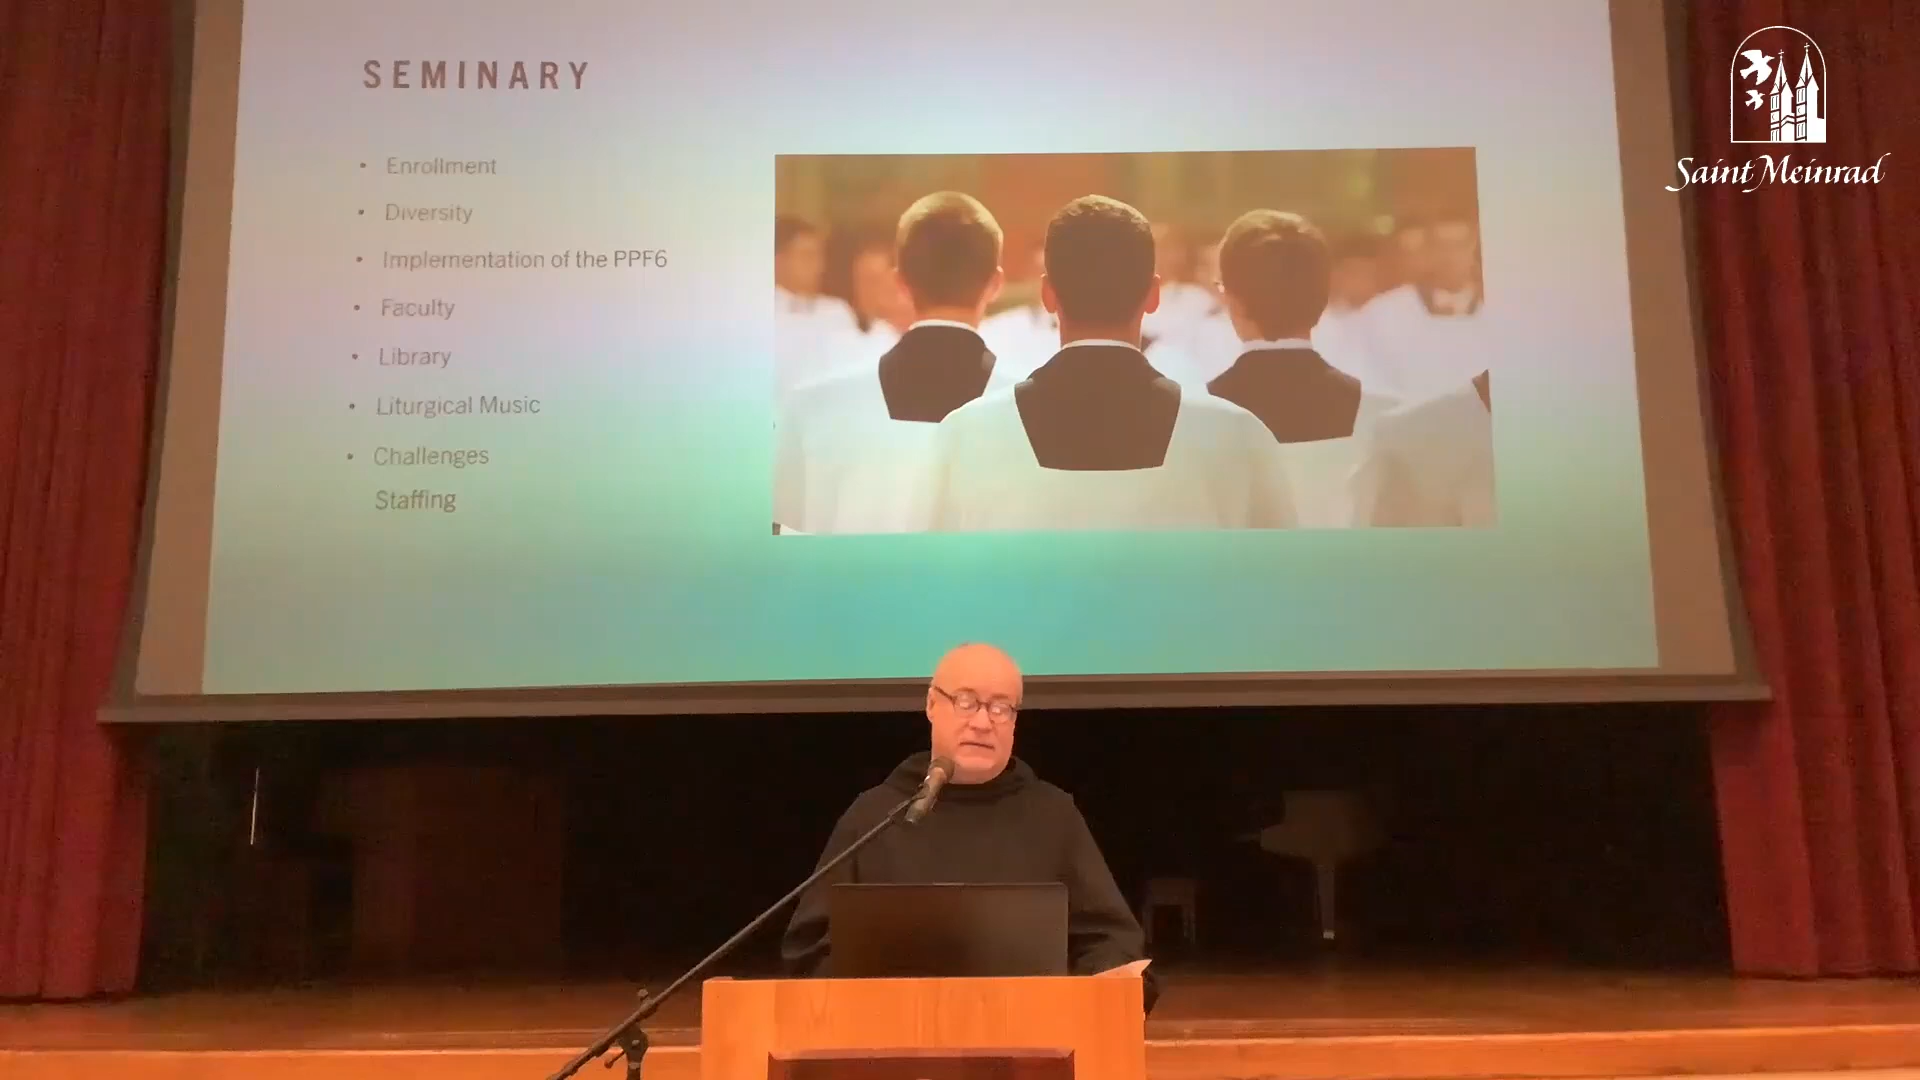 SEMINARY
• Enrollment
• Diversity
• Implementation of the PPF6
• Faculty
• Library
• Liturgical Music
• Challenges
Staffing
Saint Meinrad